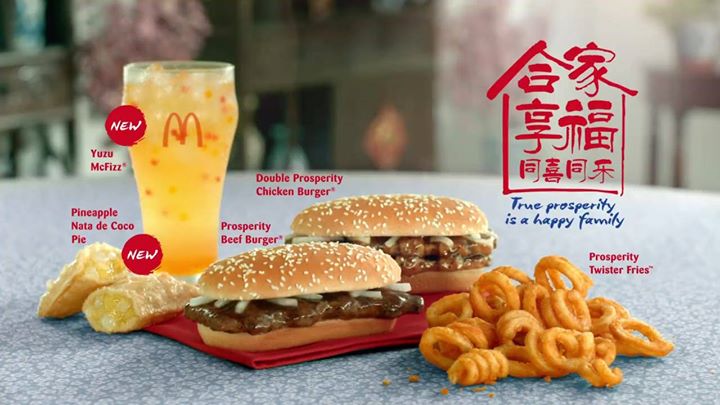 NEW
Yuzu
McFizz®
Pineapple
Nata de Coco
Pie
NEW
Double Prosperity
Chicken Burger®
Prosperity
Beef Burger®
合家
享福
同喜同乐
True prosperity
is a happy family
Prosperity
Twister Fries™